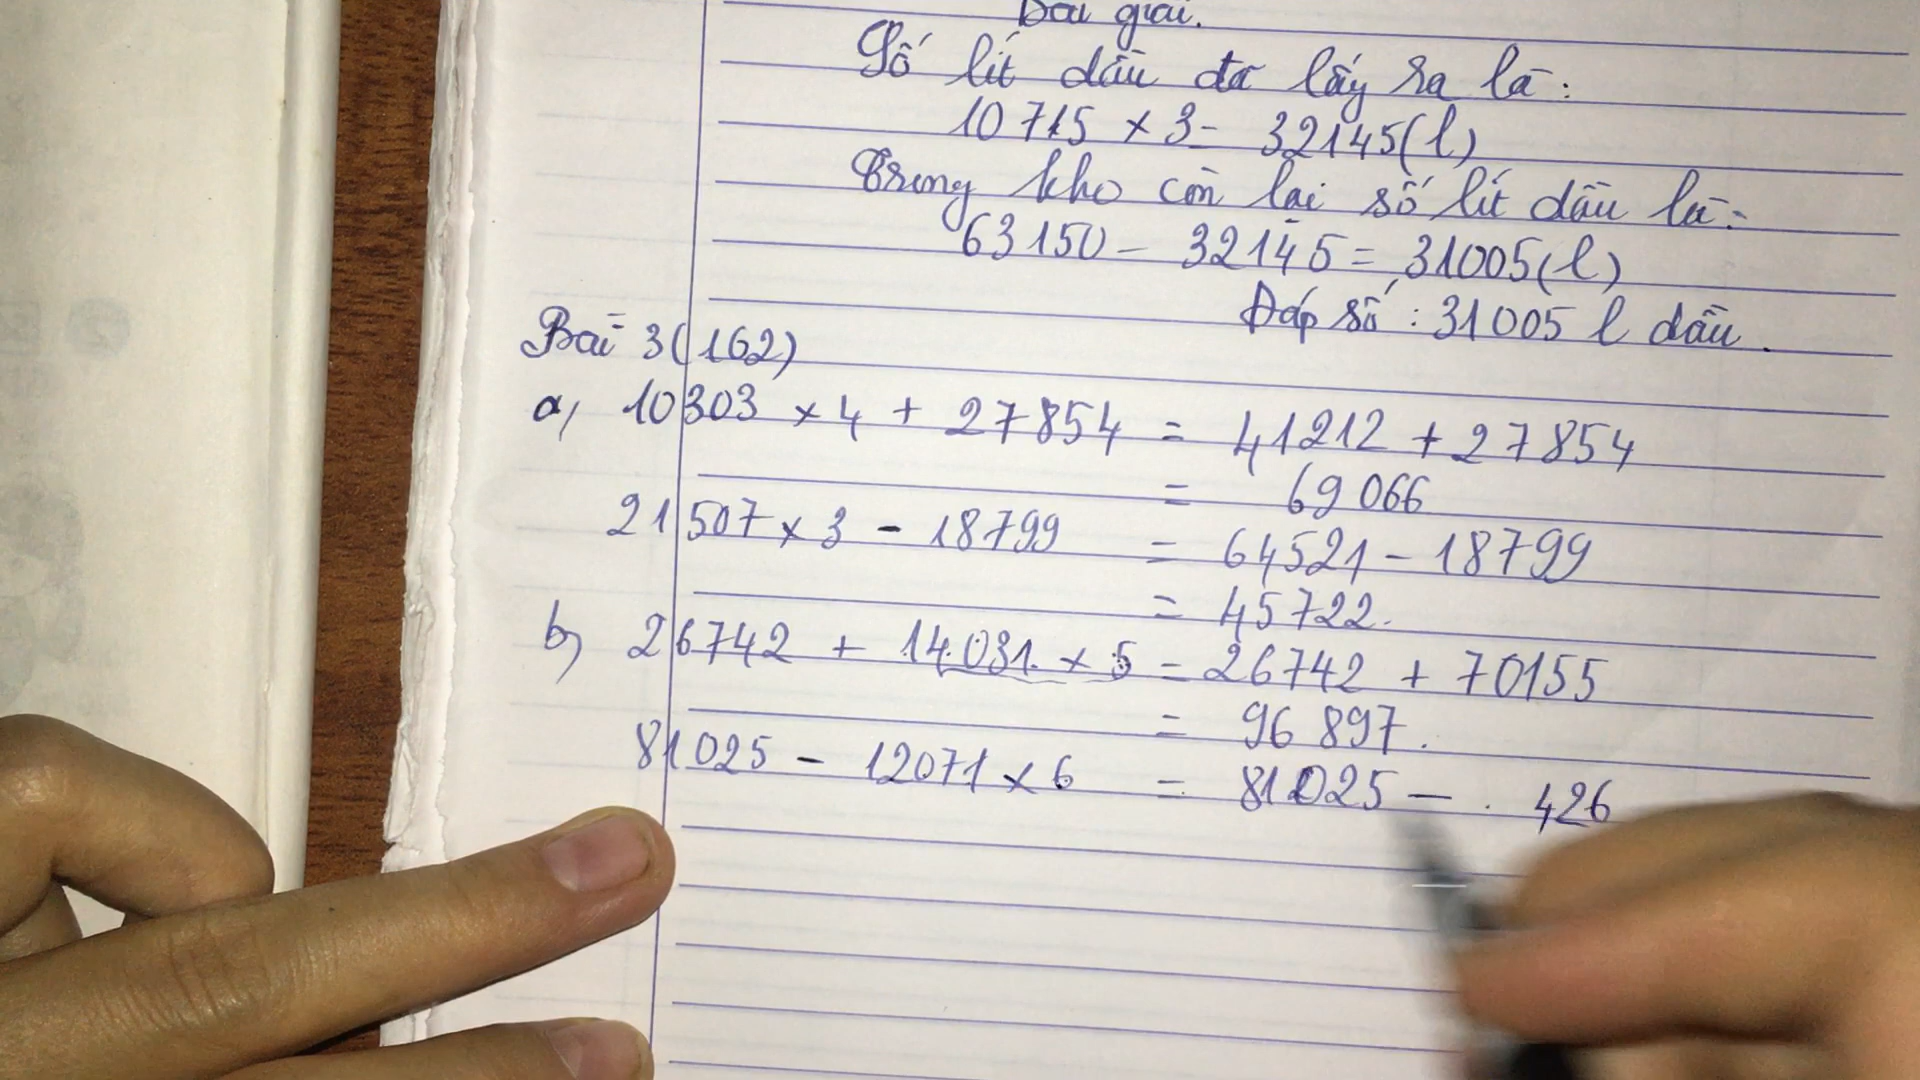 Bài giải.
Số lít dầu đã lấy ra là:
10715 × 3 = 32145(l)
Trong kho còn lại số lít dầu là:
63150 - 32145 = 31005(l)
Đáp số: 31005 l dầu.
Bài 3(162)
a, 10303 × 4 + 27854 = 41212 + 27854
= 69066
21507 × 3 - 18799 = 64521 - 18799
= 45722.
b, 26742 + 14031 × 5 = 26742 + 70155
= 96897.
81025 - 12071 × 6 = 81025 - 426